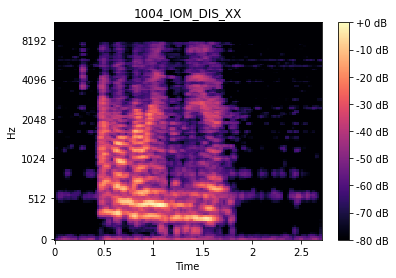 1004_IOM_DIS_XX
+0 dB
8192
-10 dB
4096
-20 dB
-30 dB
2048
Hz
-40 dB
1024
-50 dB
512
-60 dB
-70 dB
0
-80 dB
0 0.5 1 1.5 2 2.5
Time